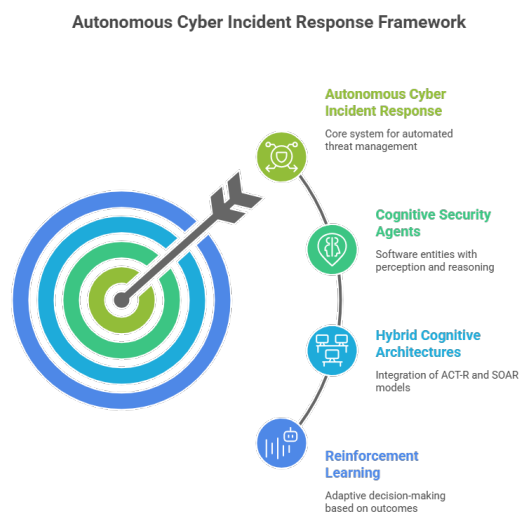 Autonomous Cyber Incident Response Framework
Autonomous Cyber
Incident Response
Core system for automated
threat management
Cognitive Security
Agents
Software entities with
perception and reasoning
Hybrid Cognitive
Architectures
Integration of ACT-R and SOAR
models
Reinforcement
Learning
Adaptive decision-making
based on outcomes